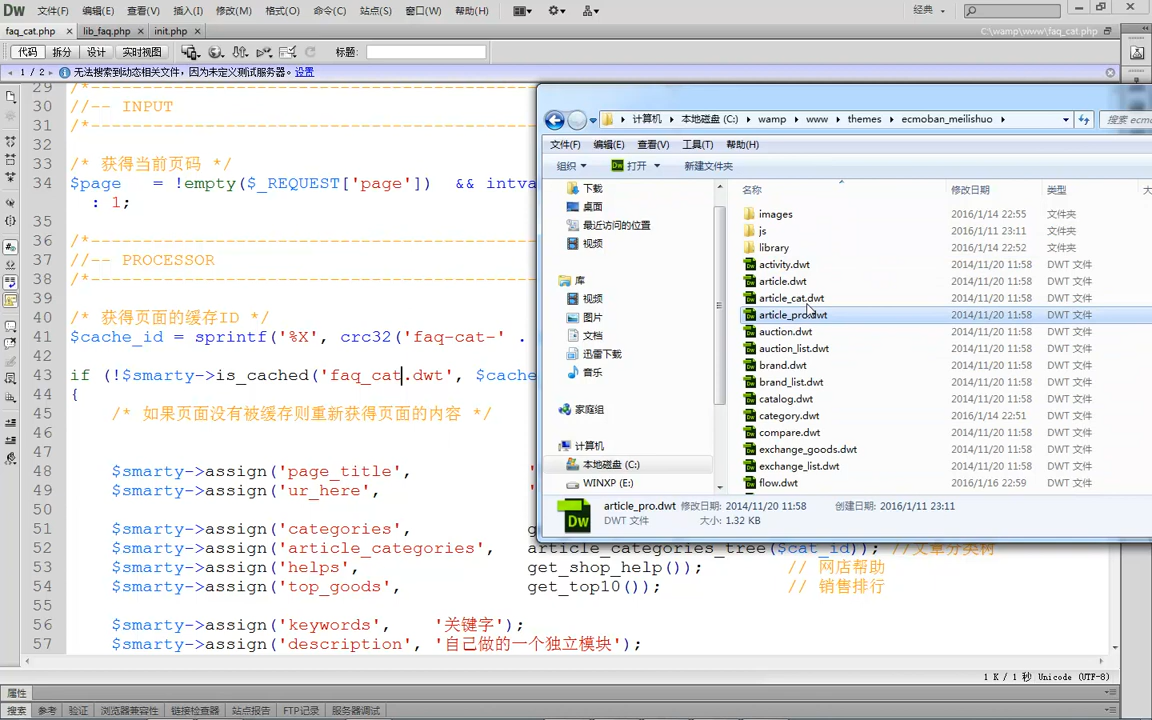 Dw 文件(F) 编辑(E) 查看(V) 插入(I) 修改(M) 格式(O) 命令(C) 站点(S) 窗口(W) 帮助(H) 经典
faq_cat.php × lib_faq.php × init.php × C:\wamp\www\faq_cat.php
代码 拆分 设计 实时视图 标题:
1 / 2 无法搜索到动态相关文件，因为未定义测试服务器。设置
29 /*
30 //-- INPUT
31 /*
32
33 /* 获得当前页码 */
34 $page = !empty($_REQUEST['page']) && intva
: 1;
35
36 /*
37 //-- PROCESSOR
38 /*
39
40 /* 获得页面的缓存ID */
41 $cache_id = sprintf('%X', crc32('faq-cat-' .
42
43 if (!$smarty->is_cached('faq_cat.dwt', $cache
44 {
45 /* 如果页面没有被缓存则重新获得页面的内容 */
46
47
48 $smarty->assign('page_title', '
49 $smarty->assign('ur_here', '
50
51 $smarty->assign('categories', g
52 $smarty->assign('article_categories', article_categories_tree($cat_id)); //文章分类树
53 $smarty->assign('helps', get_shop_help()); // 网店帮助
54 $smarty->assign('top_goods', get_top10()); // 销售排行
55
56 $smarty->assign('keywords', '关键字');
57 $smarty->assign('description', '自己做的一个独立模块');
计算机 本地磁盘 (C:) wamp www themes ecmoban_meilishuo 搜索 ecmo
文件(F) 编辑(E) 查看(V) 工具(T) 帮助(H)
组织 打开 新建文件夹
下载
桌面
最近访问的位置
视频
库
视频
图片
文档
迅雷下载
音乐
家庭组
计算机
本地磁盘 (C:)
WINXP (E:)
名称 修改日期 类型
images 2016/1/14 22:55 文件夹
js 2016/1/11 23:11 文件夹
library 2016/1/14 22:52 文件夹
activity.dwt 2014/11/20 11:58 DWT 文件
article.dwt 2014/11/20 11:58 DWT 文件
article_cat.dwt 2014/11/20 11:58 DWT 文件
article_pro.dwt 2014/11/20 11:58 DWT 文件
auction.dwt 2014/11/20 11:58 DWT 文件
auction_list.dwt 2014/11/20 11:58 DWT 文件
brand.dwt 2014/11/20 11:58 DWT 文件
brand_list.dwt 2014/11/20 11:58 DWT 文件
catalog.dwt 2014/11/20 11:58 DWT 文件
category.dwt 2016/1/14 22:51 DWT 文件
compare.dwt 2014/11/20 11:58 DWT 文件
exchange_goods.dwt 2014/11/20 11:58 DWT 文件
exchange_list.dwt 2014/11/20 11:58 DWT 文件
flow.dwt 2016/1/16 22:59 DWT 文件
article_pro.dwt 修改日期: 2014/11/20 11:58 创建日期: 2016/1/11 23:11
DWT 文件 大小: 1.32 KB
1 K / 1 秒 Unicode (UTF-8)
属性
搜索 参考 验证 浏览器兼容性 链接检查器 站点报告 FTP记录 服务器调试